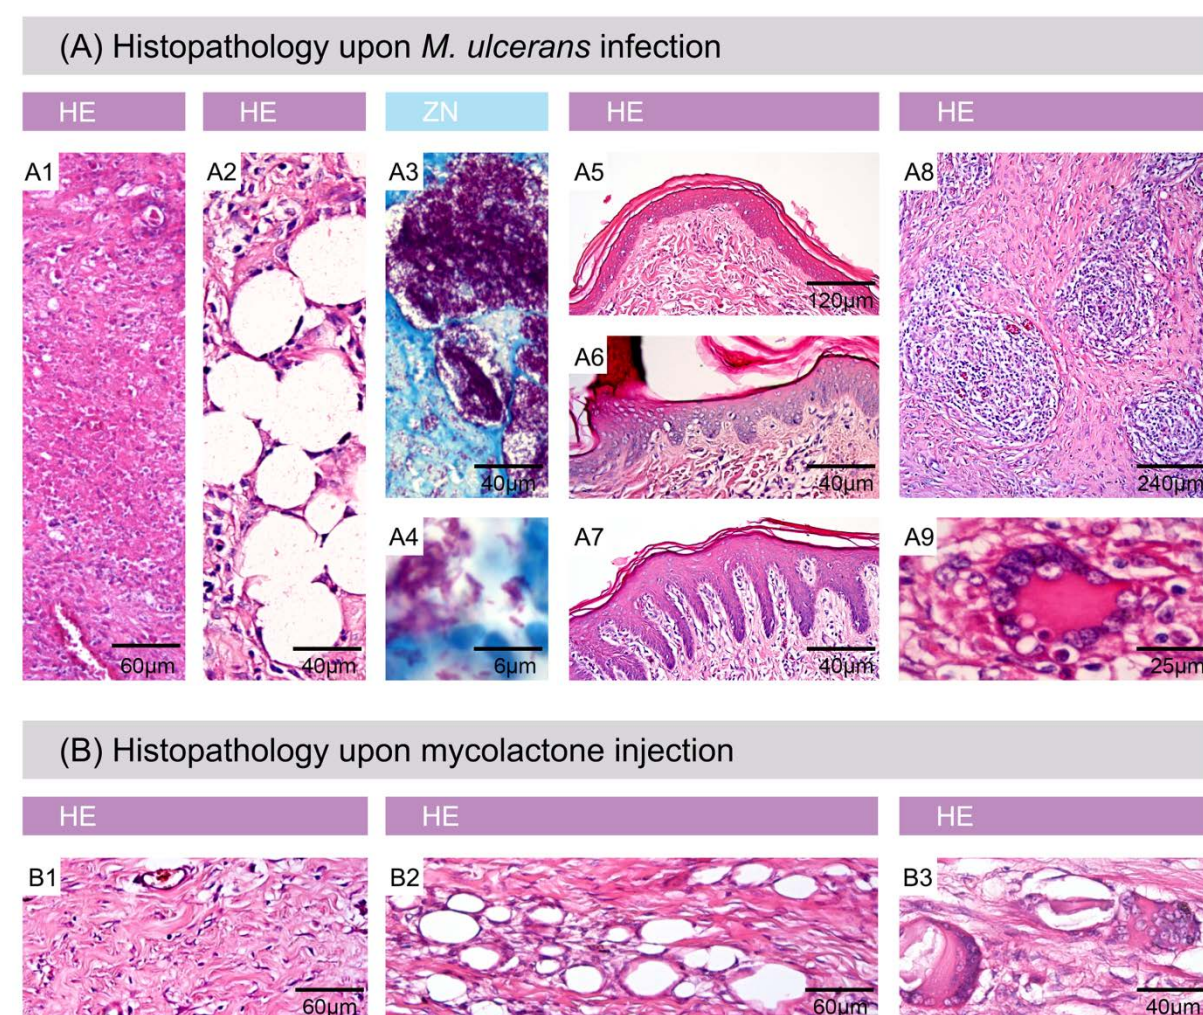 (A) Histopathology upon M. ulcerans infection
HE HE ZN HE HE
A1 A2 A3 A5 A8
120µm
A6
40µm 40µm 240µm
A4 A7 A9
60µm 40µm 6µm 40µm 25µm
(B) Histopathology upon mycolactone injection
HE HE HE
B1 B2 B3
60µm 60µm 40µm